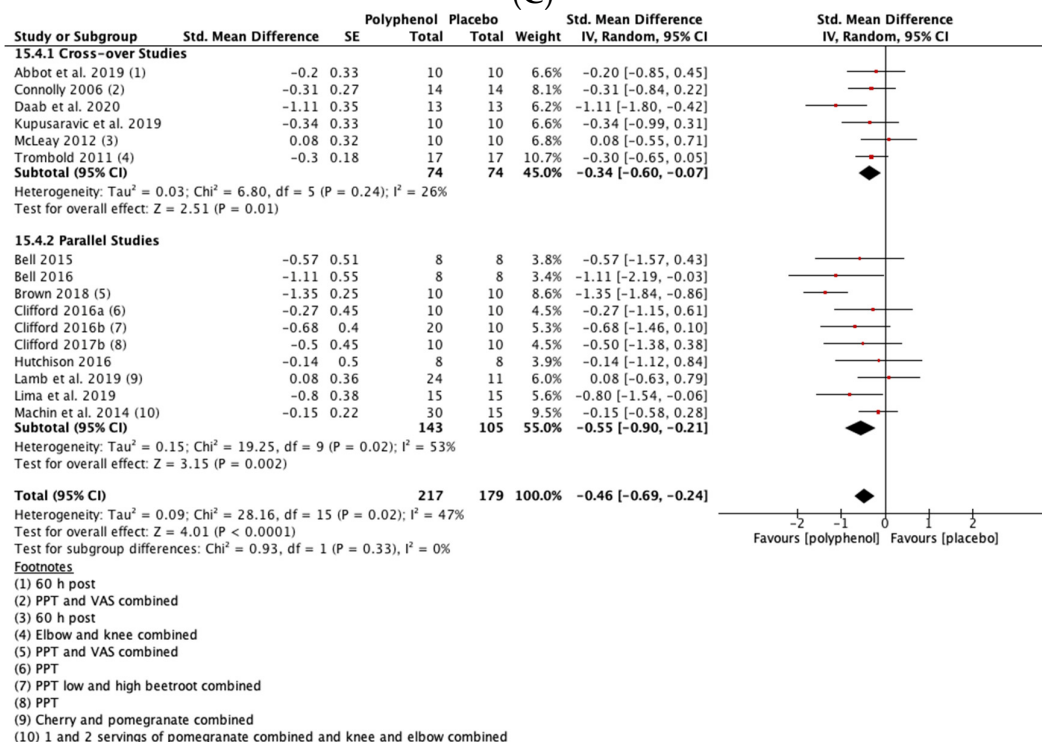 (C)
Polyphenol Placebo Std. Mean Difference Std. Mean Difference
Study or Subgroup Std. Mean Difference SE Total Total Weight IV, Random, 95% CI IV, Random, 95% CI
15.4.1 Cross-over Studies
Abbot et al. 2019 (1) −0.2 0.33 10 10 6.6% −0.20 [−0.85, 0.45]
Connolly 2006 (2) −0.31 0.27 14 14 8.1% −0.31 [−0.84, 0.22]
Daab et al. 2020 −1.11 0.35 13 13 6.2% −1.11 [−1.80, −0.42]
Kupusaravic et al. 2019 −0.34 0.33 10 10 6.6% −0.34 [−0.99, 0.31]
McLeay 2012 (3) 0.08 0.32 10 10 6.8% 0.08 [−0.55, 0.71]
Trombold 2011 (4) −0.3 0.18 17 17 10.7% −0.30 [−0.65, 0.05]
Subtotal (95% CI) 74 74 45.0% −0.34 [−0.60, −0.07]
Heterogeneity: Tau² = 0.03; Chi² = 6.80, df = 5 (P = 0.24); I² = 26%
Test for overall effect: Z = 2.51 (P = 0.01)
15.4.2 Parallel Studies
Bell 2015 −0.57 0.51 8 8 3.8% −0.57 [−1.57, 0.43]
Bell 2016 −1.11 0.55 8 8 3.4% −1.11 [−2.19, −0.03]
Brown 2018 (5) −1.35 0.25 10 10 8.6% −1.35 [−1.84, −0.86]
Clifford 2016a (6) −0.27 0.45 10 10 4.5% −0.27 [−1.15, 0.61]
Clifford 2016b (7) −0.68 0.4 20 10 5.3% −0.68 [−1.46, 0.10]
Clifford 2017b (8) −0.5 0.45 10 10 4.5% −0.50 [−1.38, 0.38]
Hutchison 2016 −0.14 0.5 8 8 3.9% −0.14 [−1.12, 0.84]
Lamb et al. 2019 (9) 0.08 0.36 24 11 6.0% 0.08 [−0.63, 0.79]
Lima et al. 2019 −0.8 0.38 15 15 5.6% −0.80 [−1.54, −0.06]
Machin et al. 2014 (10) −0.15 0.22 30 15 9.5% −0.15 [−0.58, 0.28]
Subtotal (95% CI) 143 105 55.0% −0.55 [−0.90, −0.21]
Heterogeneity: Tau² = 0.15; Chi² = 19.25, df = 9 (P = 0.02); I² = 53%
Test for overall effect: Z = 3.15 (P = 0.002)
Total (95% CI) 217 179 100.0% −0.46 [−0.69, −0.24]
Heterogeneity: Tau² = 0.09; Chi² = 28.16, df = 15 (P = 0.02); I² = 47%
Test for overall effect: Z = 4.01 (P < 0.0001)
Test for subgroup differences: Chi² = 0.93, df = 1 (P = 0.33), I² = 0%
−2 −1 0 1 2
Favours [polyphenol] Favours [placebo]
Footnotes
(1) 60 h post
(2) PPT and VAS combined
(3) 60 h post
(4) Elbow and knee combined
(5) PPT and VAS combined
(6) PPT
(7) PPT low and high beetroot combined
(8) PPT
(9) Cherry and pomegranate combined
(10) 1 and 2 servings of pomegranate combined and knee and elbow combined